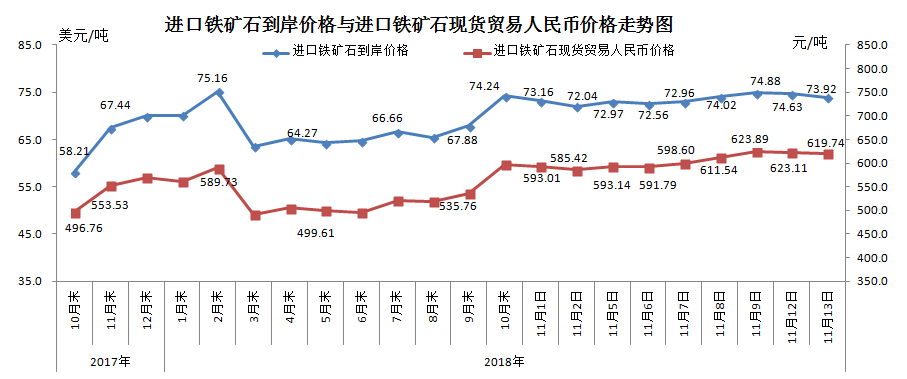 进口铁矿石到岸价格与进口铁矿石现货贸易人民币价格走势图
美元/吨
元/吨
进口铁矿石到岸价格
进口铁矿石现货贸易人民币价格
85.0
75.0
65.0
55.0
45.0
35.0
850.0
800.0
750.0
700.0
650.0
600.0
550.0
500.0
450.0
400.0
350.0
58.21
67.44
75.16
64.27
66.66
67.88
74.24
73.16
72.04
72.97
72.56
72.96
74.02
74.88
74.63
73.92
496.76
553.53
589.73
499.61
535.76
593.01
585.42
593.14
591.79
598.60
611.54
623.89
623.11
619.74
10月末
11月末
12月末
1月末
2月末
3月末
4月末
5月末
6月末
7月末
8月末
9月末
10月末
11月1日
11月2日
11月5日
11月6日
11月7日
11月8日
11月9日
11月12日
11月13日
2017年
2018年